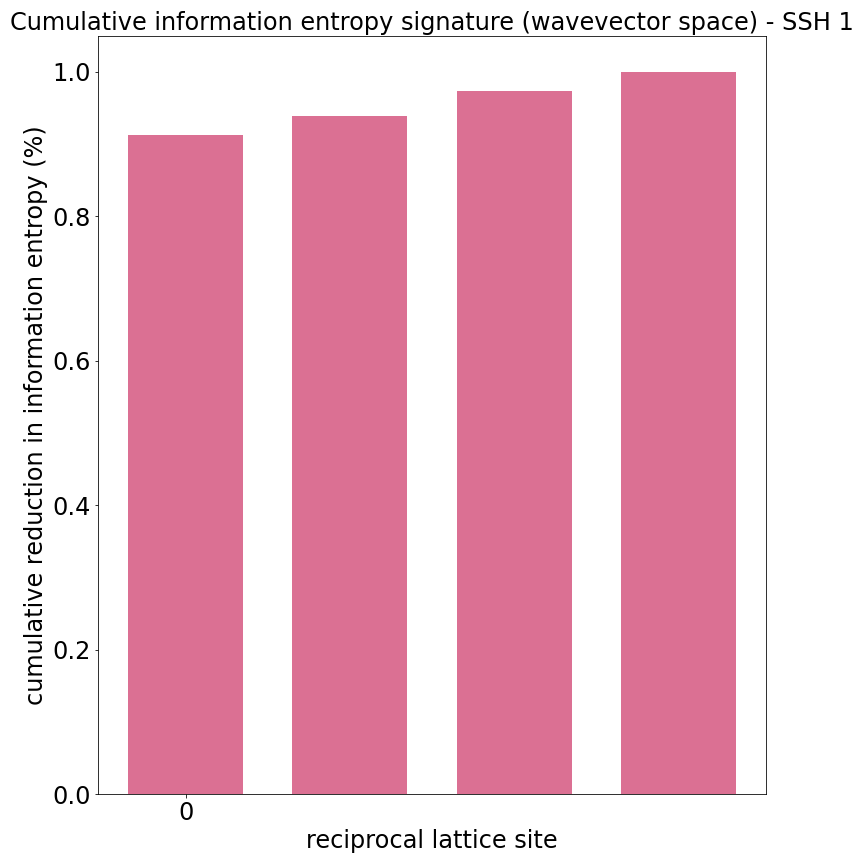 Cumulative information entropy signature (wavevector space) - SSH 1
cumulative reduction in information entropy (%)
1.0
0.8
0.6
0.4
0.2
0.0
0
reciprocal lattice site